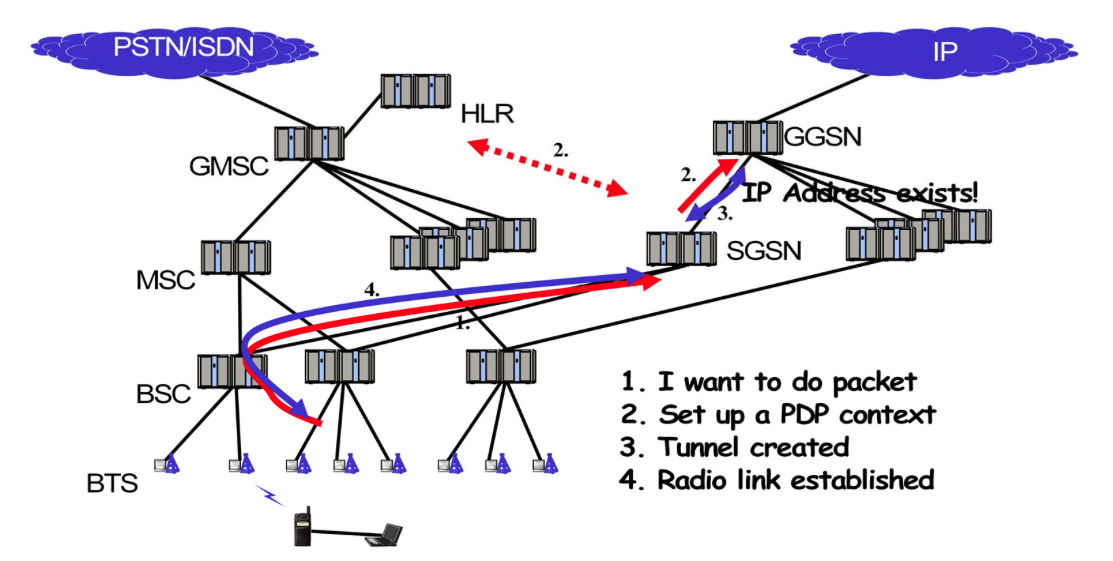 PSTN/ISDN
IP
HLR
GMSC
GGSN
2.
2.
IP Address exists!
3.
SGSN
MSC
4.
1.
BSC
1. I want to do packet
2. Set up a PDP context
3. Tunnel created
4. Radio link established
BTS